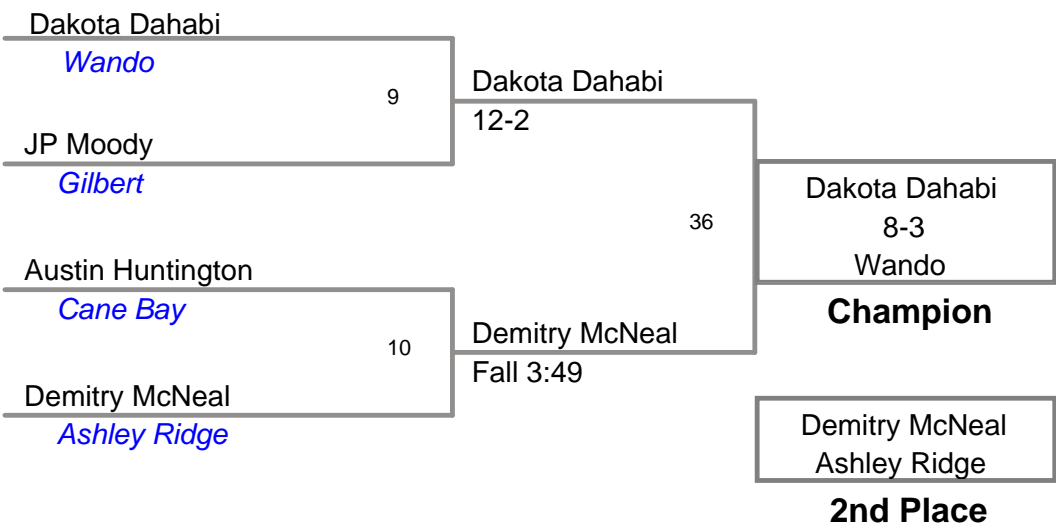 Dakota Dahabi
Wando
9
JP Moody
Gilbert
Dakota Dahabi
12-2
Austin Huntington
Cane Bay
10
Demitry McNeal
Ashley Ridge
Demitry McNeal
Fall 3:49
36
Dakota Dahabi
8-3
Wando
Champion
Demitry McNeal
Ashley Ridge
2nd Place